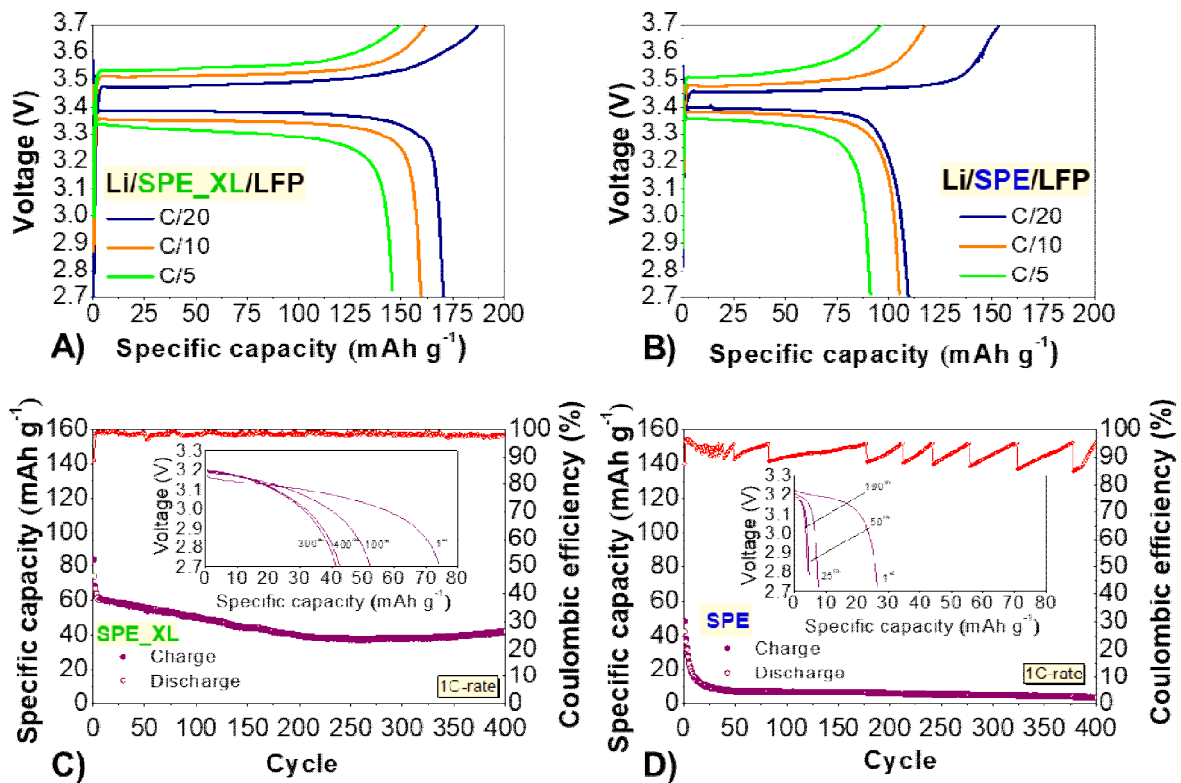 3.7
3.6
3.5
3.4
3.3
3.2
3.1
3.0
2.9
2.8
2.7
Voltage (V)
Li/SPE_XL/LFP
C/20
C/10
C/5
0 25 50 75 100 125 150 175 200
A)
Specific capacity (mAh g-1)
3.7
3.6
3.5
3.4
3.3
3.2
3.1
3.0
2.9
2.8
2.7
Voltage (V)
Li/SPE/LFP
C/20
C/10
C/5
0 25 50 75 100 125 150 175 200
B)
Specific capacity (mAh g-1)
160
140
120
100
80
60
40
20
0
Specific capacity (mAh g-1)
100
90
80
70
60
50
40
30
20
10
0
Coulombic efficiency (%)
3.3
3.2
3.1
3.0
2.9
2.8
2.7
Voltage (V)
300th 400th 100th 1st
0 10 20 30 40 50 60 70 80
Specific capacity (mAh g-1)
SPE_XL
Charge
Discharge
1C-rate
0 50 100 150 200 250 300 350 400
C)
Cycle
160
140
120
100
80
60
40
20
0
Specific capacity (mAh g-1)
100
90
80
70
60
50
40
30
20
10
0
Coulombic efficiency (%)
3.3
3.2
3.1
3.0
2.9
2.8
2.7
Voltage (V)
50th
25th
1st
0 10 20 30 40 50 60 70 80
Specific capacity (mAh g-1)
SPE
Charge
Discharge
1C-rate
0 50 100 150 200 250 300 350 400
D)
Cycle